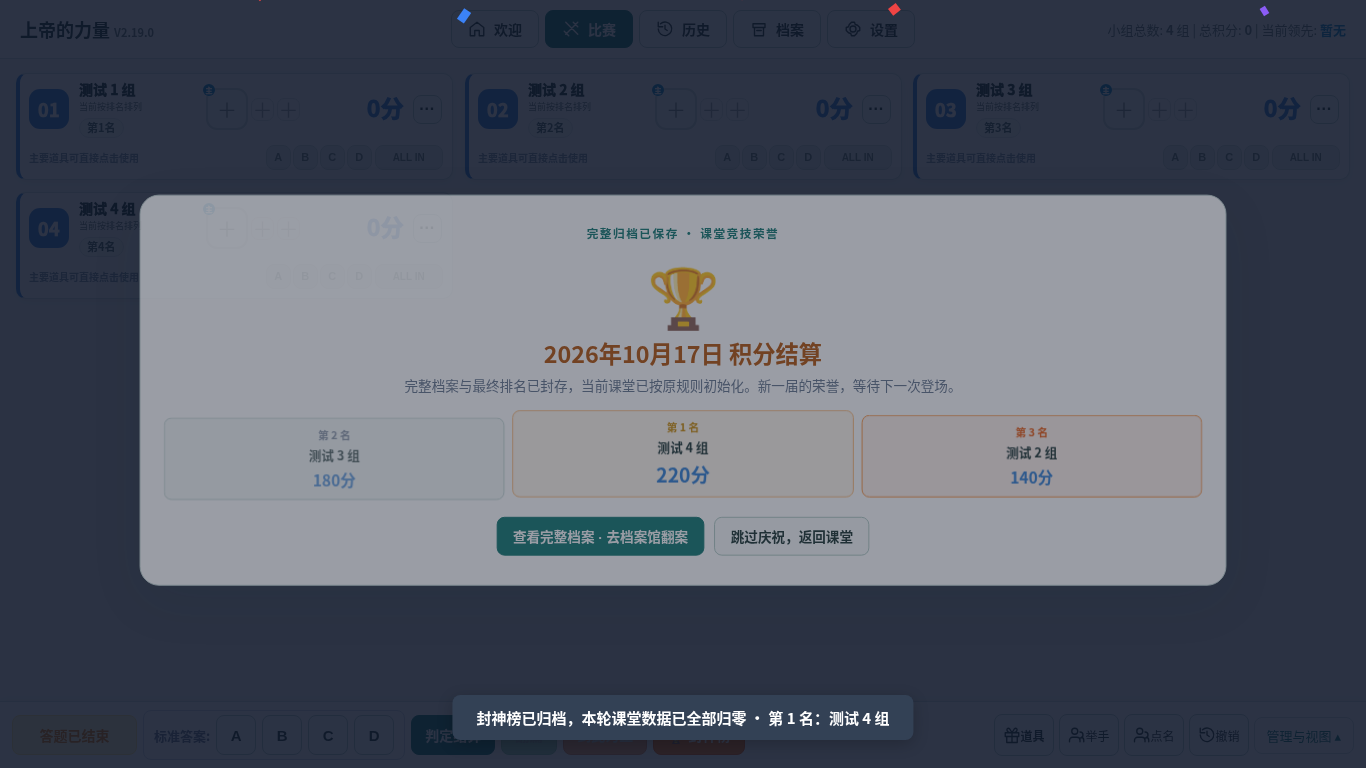 上帝的力量 V2.19.0
欢迎 比赛 历史 档案 设置
小组总数: 4 组 | 总积分: 0 | 当前领先: 暂无
01 测试 1 组 当前按排名排列 第1名 主 0分 ···
主要道具可直接点击使用 A B C D ALL IN
02 测试 2 组 当前按排名排列 第2名 主 0分 ···
主要道具可直接点击使用 A B C D ALL IN
03 测试 3 组 当前按排名排列 第3名 主 0分 ···
主要道具可直接点击使用 A B C D ALL IN
04 测试 4 组 当前按排名排列 第4名 主 0分 ···
主要道具可直接点击使用 A B C D ALL IN
完整归档已保存 · 课堂竞技荣誉
2026年10月17日 积分结算
完整档案与最终排名已封存，当前课堂已按原规则初始化。新一届的荣誉，等待下一次登场。
第 2 名
测试 3 组
180分
第 1 名
测试 4 组
220分
第 3 名
测试 2 组
140分
查看完整档案 · 去档案馆翻案
跳过庆祝，返回课堂
封神榜已归档，本轮课堂数据已全部归零 · 第 1 名：测试 4 组
答题已结束 标准答案: A B C D 判定
道具 举手 点名 撤销 管理与视图 ▴